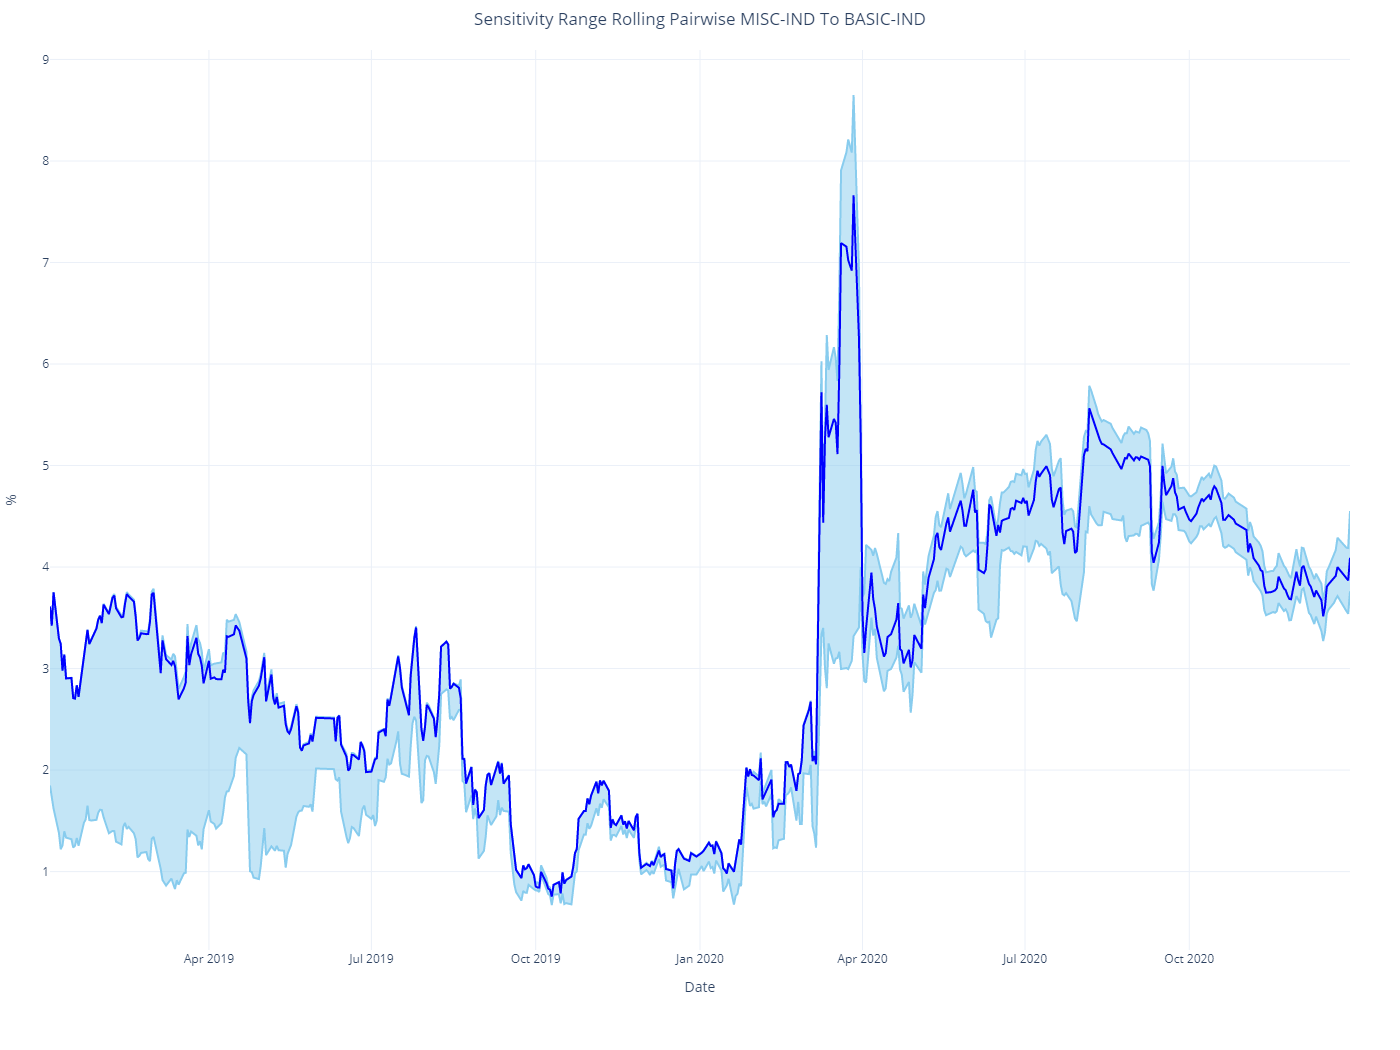 Sensitivity Range Rolling Pairwise MISC-IND To BASIC-IND
9
8
7
6
5
4
3
2
1
%
Apr 2019
Jul 2019
Oct 2019
Jan 2020
Apr 2020
Jul 2020
Oct 2020
Date